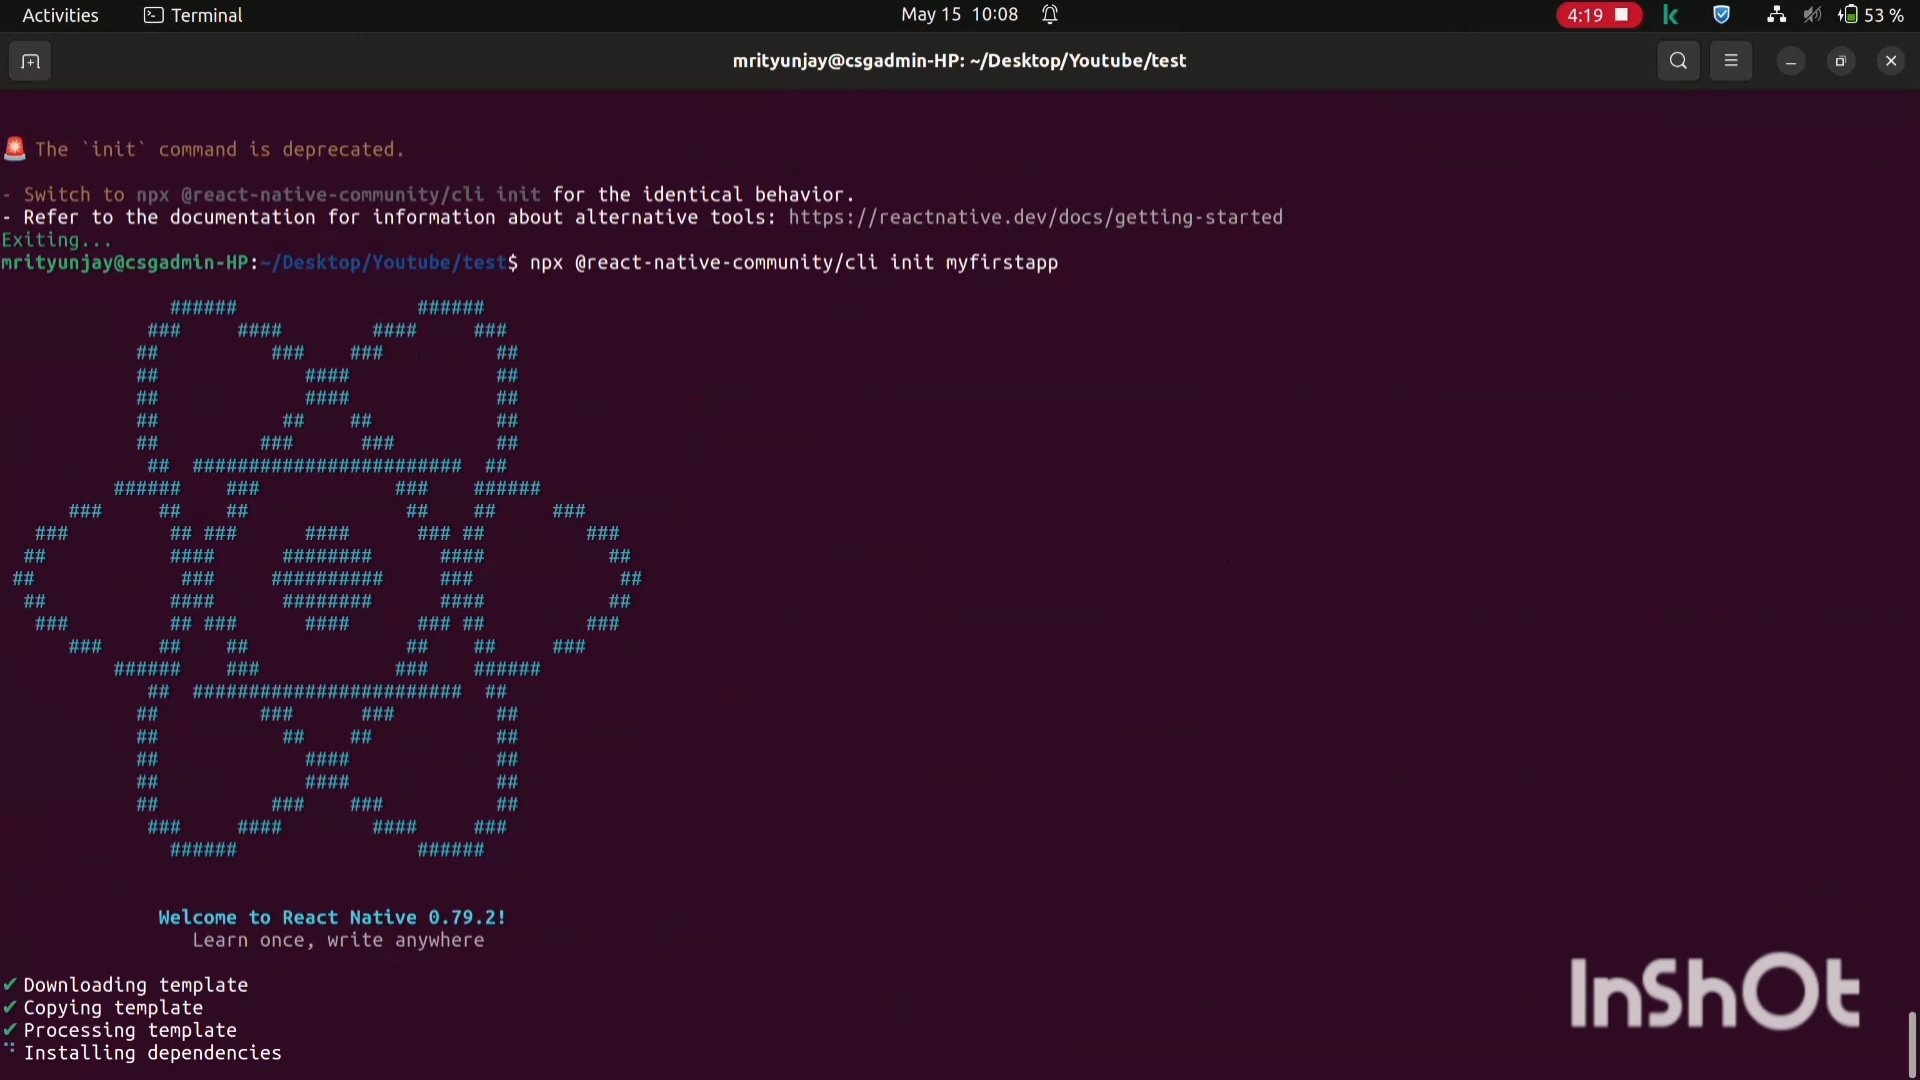 Activities Terminal May 15 10:08 4:19 53 %
mrityunjay@csgadmin-HP: ~/Desktop/Youtube/test
The `init` command is deprecated.
- Switch to npx @react-native-community/cli init for the identical behavior.
- Refer to the documentation for information about alternative tools: https://reactnative.dev/docs/getting-started
Exiting...
mrityunjay@csgadmin-HP:~/Desktop/Youtube/test$ npx @react-native-community/cli init myfirstapp
Welcome to React Native 0.79.2!
Learn once, write anywhere
✔ Downloading template
✔ Copying template
✔ Processing template
Installing dependencies
InShOt